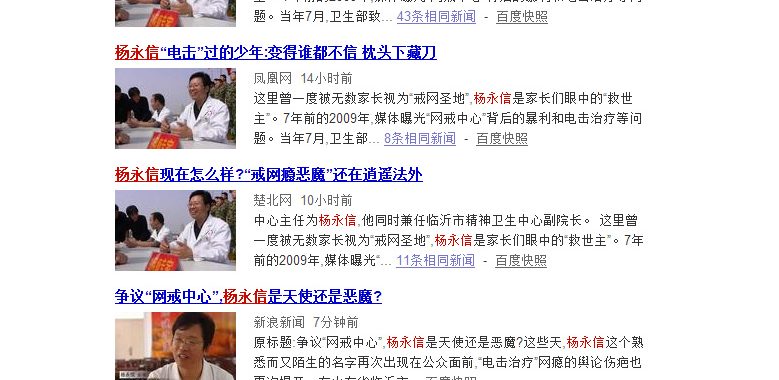 题。当年7月,卫生部致... 43条相同新闻 - 百度快照
杨永信“电击”过的少年:变得谁都不信 枕头下藏刀
凤凰网 14小时前
这里曾一度被无数家长视为“戒网圣地”,杨永信是家长们眼中的“救世
主”。7年前的2009年,媒体曝光“网戒中心”背后的暴利和电击治疗等问
题。当年7月,卫生部... 8条相同新闻 - 百度快照
杨永信现在怎么样?“戒网瘾恶魔”还在逍遥法外
楚北网 10小时前
中心主任为杨永信,他同时兼任临沂市精神卫生中心副院长。 这里曾
一度被无数家长视为“戒网圣地”,杨永信是家长们眼中的“救世主”。7年
前的2009年,媒体曝光“... 11条相同新闻 - 百度快照
争议“网戒中心”,杨永信是天使还是恶魔?
新浪新闻 7分钟前
原标题:争议“网戒中心”,杨永信是天使还是恶魔?这些天,杨永信这个熟
悉而又陌生的名字再次出现在公众面前,“电击治疗”网瘾的舆论伤疤也